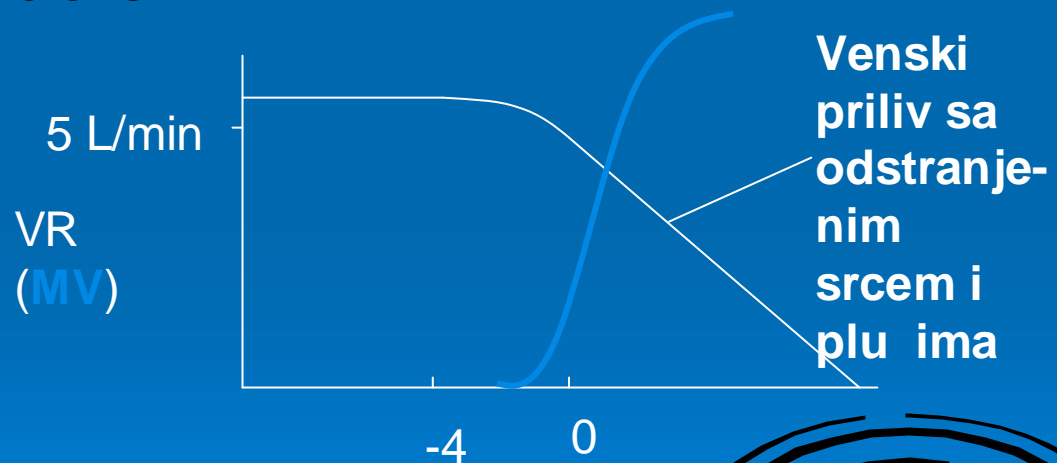 5 L/min
VR
(MV)
Venski
priliv sa
odstranje-
nim
srcem i
plu ima
-4
0